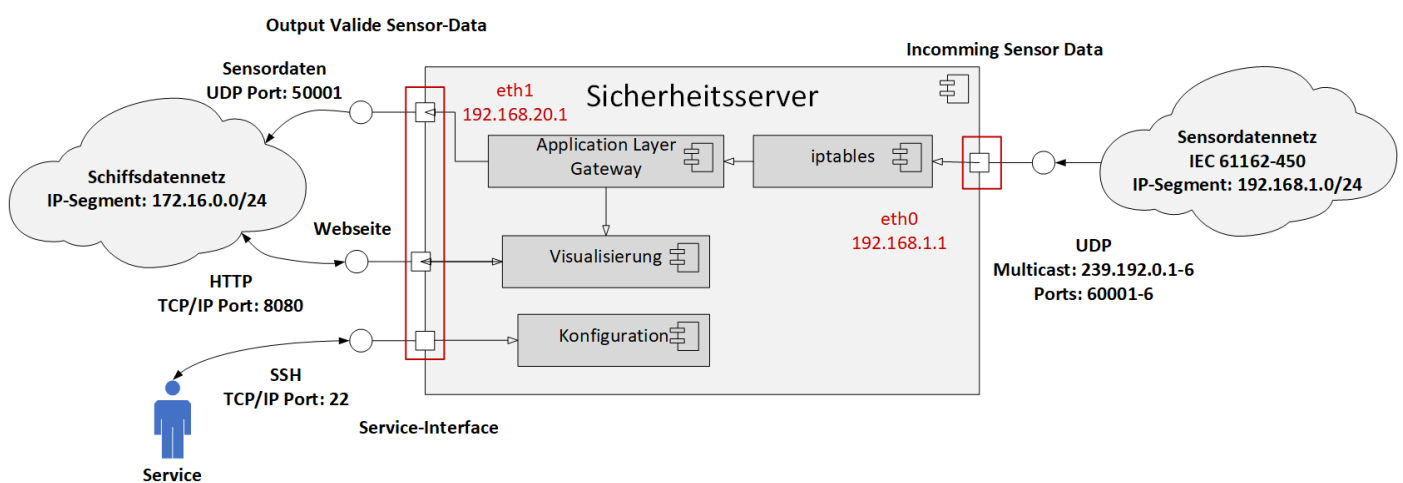 Output Valide Sensor-Data
Incomming Sensor Data
Sensordaten
UDP Port: 50001
eth1
192.168.20.1
Sicherheitsserver
Application Layer
Gateway
iptables
Sensordatennetz
IEC 61162-450
IP-Segment: 192.168.1.0/24
Schiffsdatennetz
IP-Segment: 172.16.0.0/24
eth0
192.168.1.1
Webseite
Visualisierung
UDP
Multicast: 239.192.0.1-6
Ports: 60001-6
HTTP
TCP/IP Port: 8080
Konfiguration
SSH
TCP/IP Port: 22
Service-Interface
Service